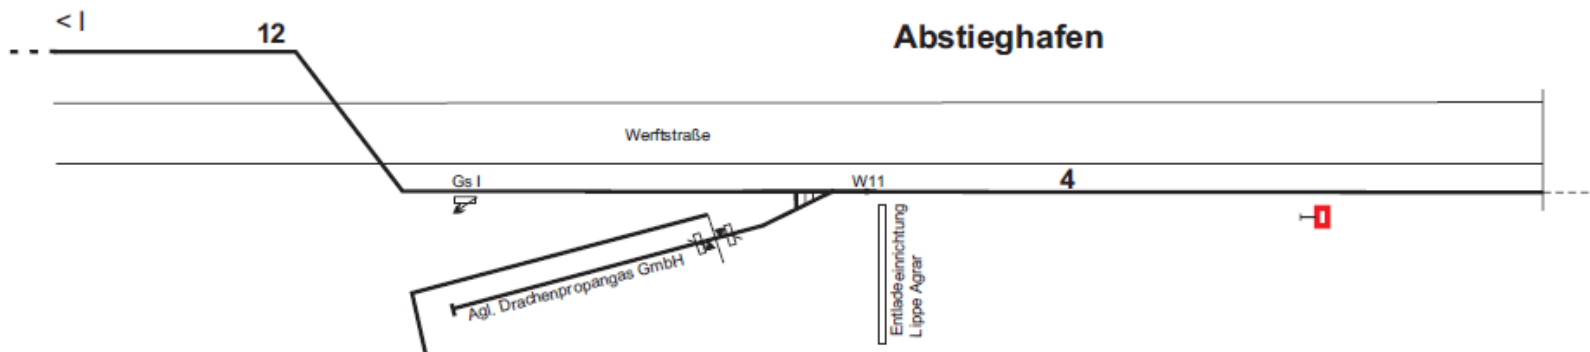 < I
12
Abstieghafen
Werftstraße
Gs I
W11
4
Agl. Drachenpropangas GmbH
Entladeeinrichtung
Lippe Agrar